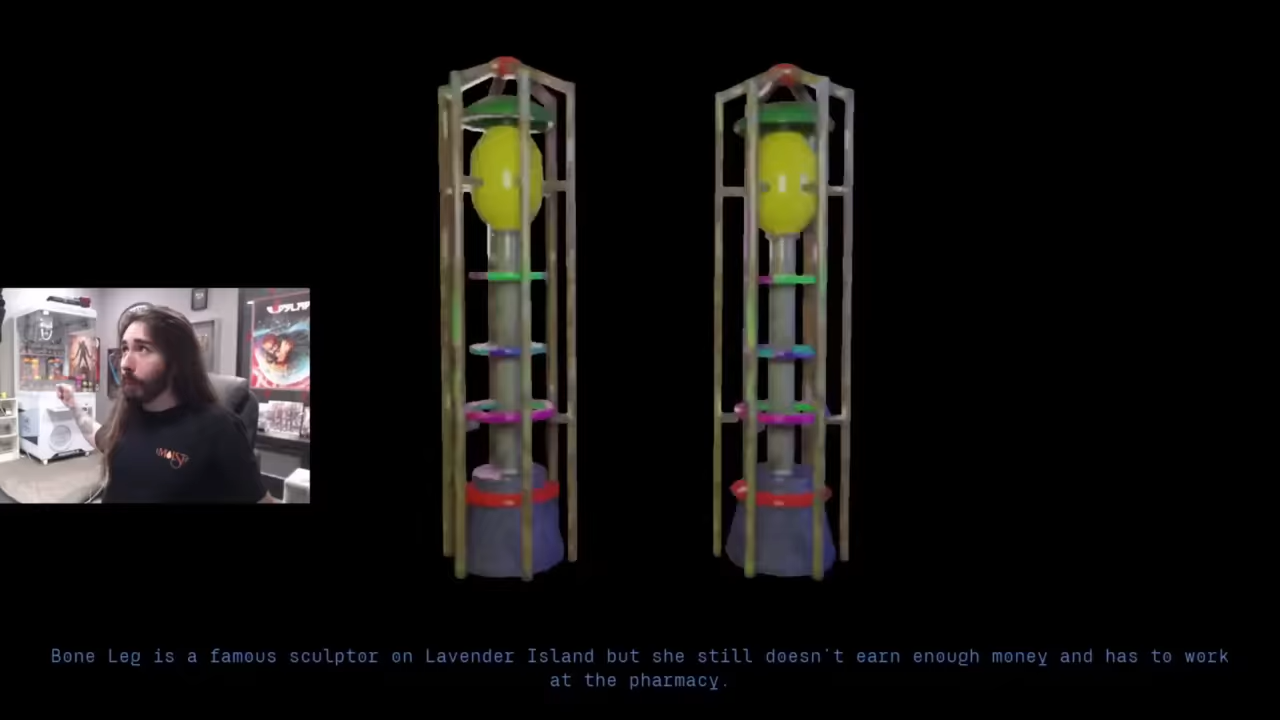 MOIST
Bone Leg is a famous sculptor on Lavender Island but she still doesn't earn enough money and has to work
at the pharmacy.